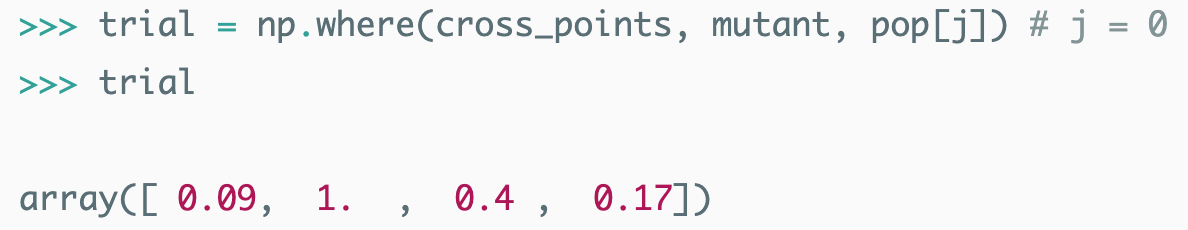 >>> trial = np.where(cross_points, mutant, pop[j]) # j = 0
>>> trial
array([ 0.09,  1.  ,  0.4 ,  0.17])